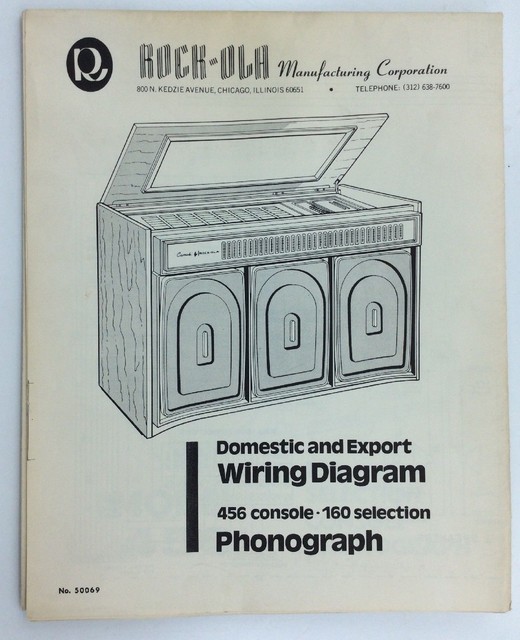 R
ROCK-OLA Manufacturing Corporation
800 N. KEDZIE AVENUE, CHICAGO, ILLINOIS 60651 • TELEPHONE: (312) 638-7600
Domestic and Export
Wiring Diagram
456 console · 160 selection
Phonograph
No. 50069